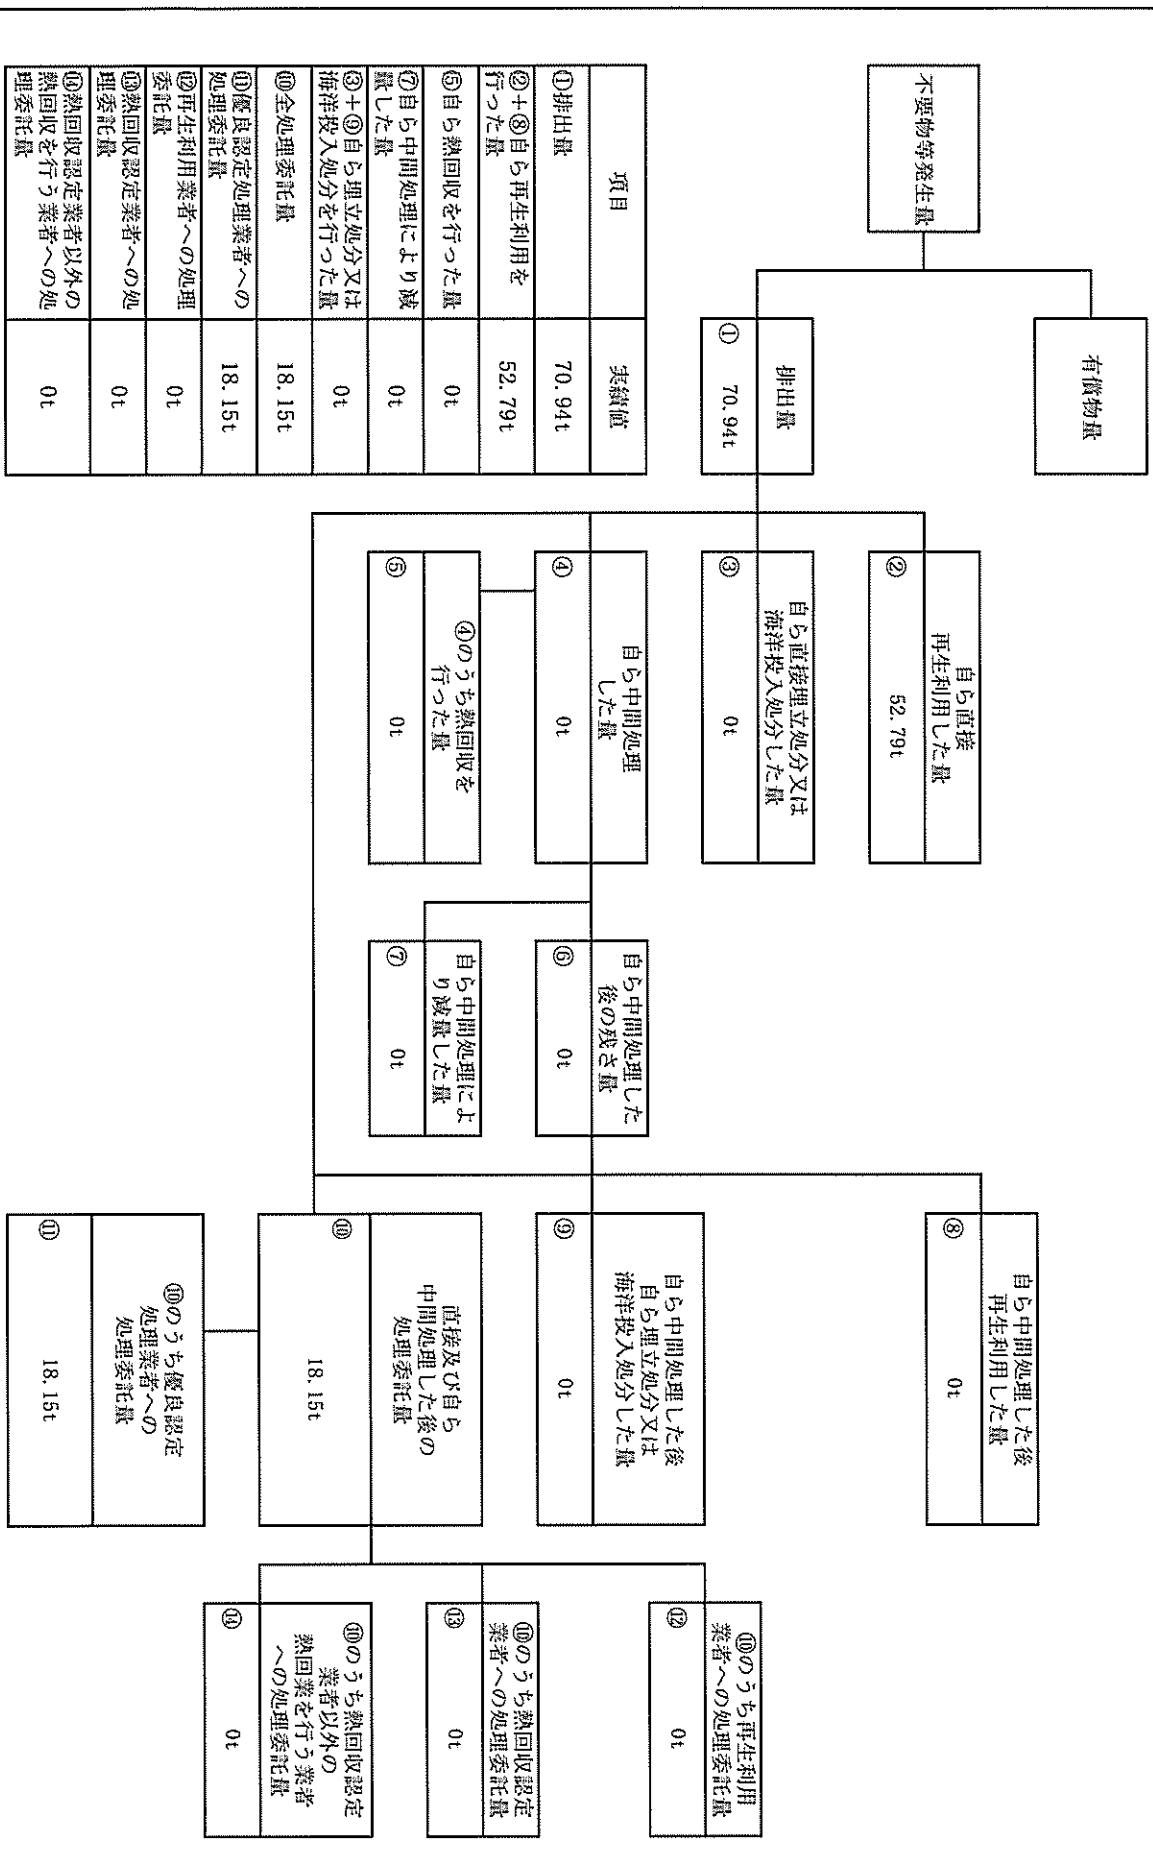 不要物等発生量
有償物量
排出量
① 70.94t
自ら直接
再生利用した量
② 52.79t
自ら直接埋立処分又は
海洋投入処分した量
③ 0t
自ら中間処理
した量
④ 0t
④のうち熱回収を
行った量
⑤ 0t
自ら中間処理した
後の残さ量
⑥ 0t
自ら中間処理によ
り減量した量
⑦ 0t
自ら中間処理した後
再生利用した量
⑧ 0t
自ら中間処理した後
自ら埋立処分又は
海洋投入処分した量
⑨ 0t
直接及び自ら
中間処理した後の
処理委託量
⑩ 18.15t
⑩のうち優良認定
処理業者への
処理委託量
⑪ 18.15t
⑩のうち再生利用
業者への処理委託量
⑫ 0t
⑩のうち熱回収認定
業者への処理委託量
⑬ 0t
⑩のうち熱回収認定
業者以外の
熱回業を行う業者
への処理委託量
⑭ 0t
項目 実績値
①排出量 70.94t
②+⑧自ら再生利用を
行った量 52.79t
⑤自ら熱回収を行った量 0t
⑦自ら中間処理により減
量した量 0t
③+⑨自ら埋立処分又は
海洋投入処分を行った量 0t
⑩全処理委託量 18.15t
⑪優良認定処理業者への
処理委託量 18.15t
⑫再生利用業者への処理
委託量 0t
⑬熱回収認定業者への処
理委託量 0t
⑭熱回収認定業者以外の
熱回収を行う業者への処
理委託量 0t